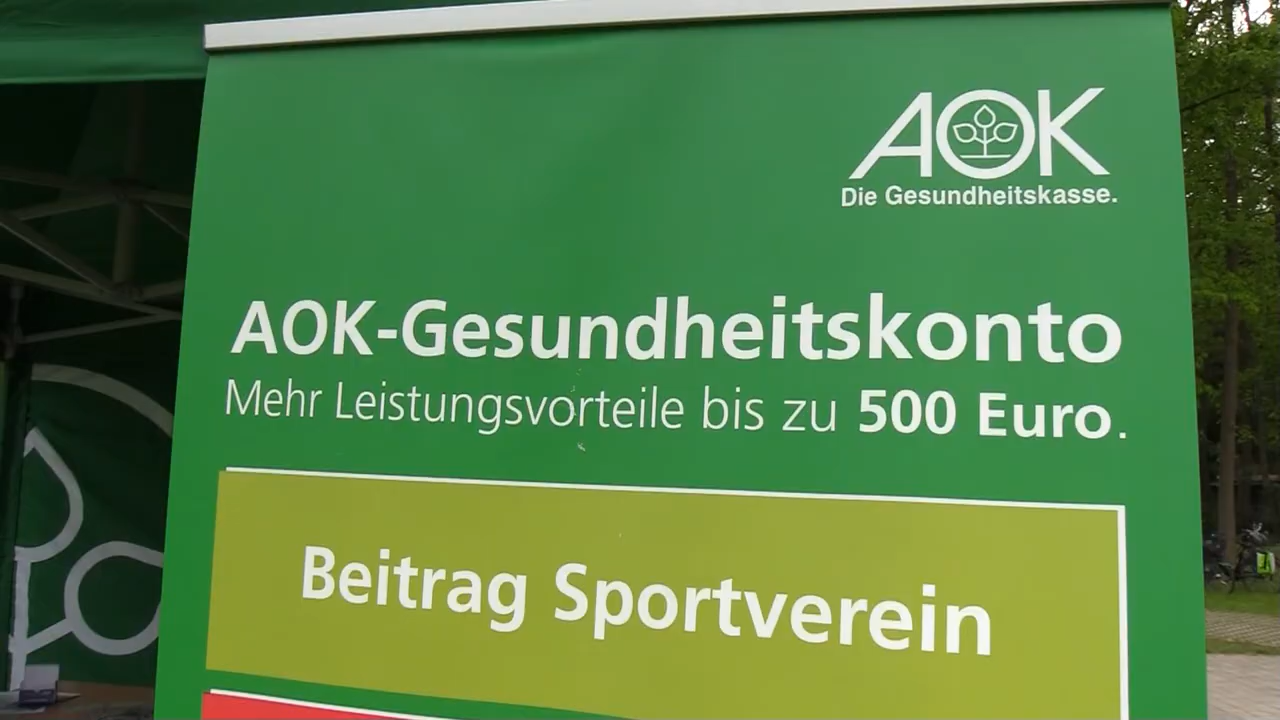 AOK
Die Gesundheitskasse.
AOK-Gesundheitskonto
Mehr Leistungsvorteile bis zu 500 Euro.
Beitrag Sportverein